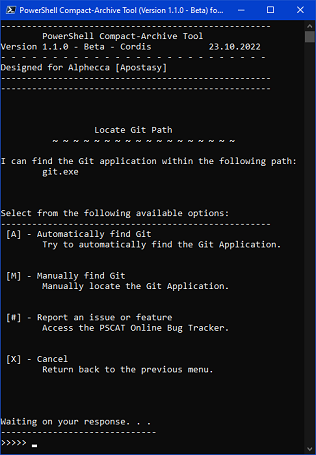 PowerShell Compact-Archive Tool (Version 1.1.0 - Beta) fo...
----------------------------------------------------
PowerShell Compact-Archive Tool
Version 1.1.0 - Beta - Cordis 23.10.2022
- - - - - - - - - - - - - - - - - - - - - - - - - -
Designed for Alphecca [Apostasy]
----------------------------------------------------
----------------------------------------------------
Locate Git Path
~ ~ ~ ~ ~ ~ ~ ~ ~ ~ ~ ~ ~ ~ ~ ~ ~ ~
I can find the Git application within the following path:
git.exe
Select from the following available options:
----------------------------------------------------
[A] - Automatically find Git
Try to automatically find the Git Application.
[M] - Manually find Git
Manually locate the Git Application.
[#] - Report an issue or feature
Access the PSCAT Online Bug Tracker.
[X] - Cancel
Return back to the previous menu.
Waiting on your response. . .
------------------------------
>>>>> _